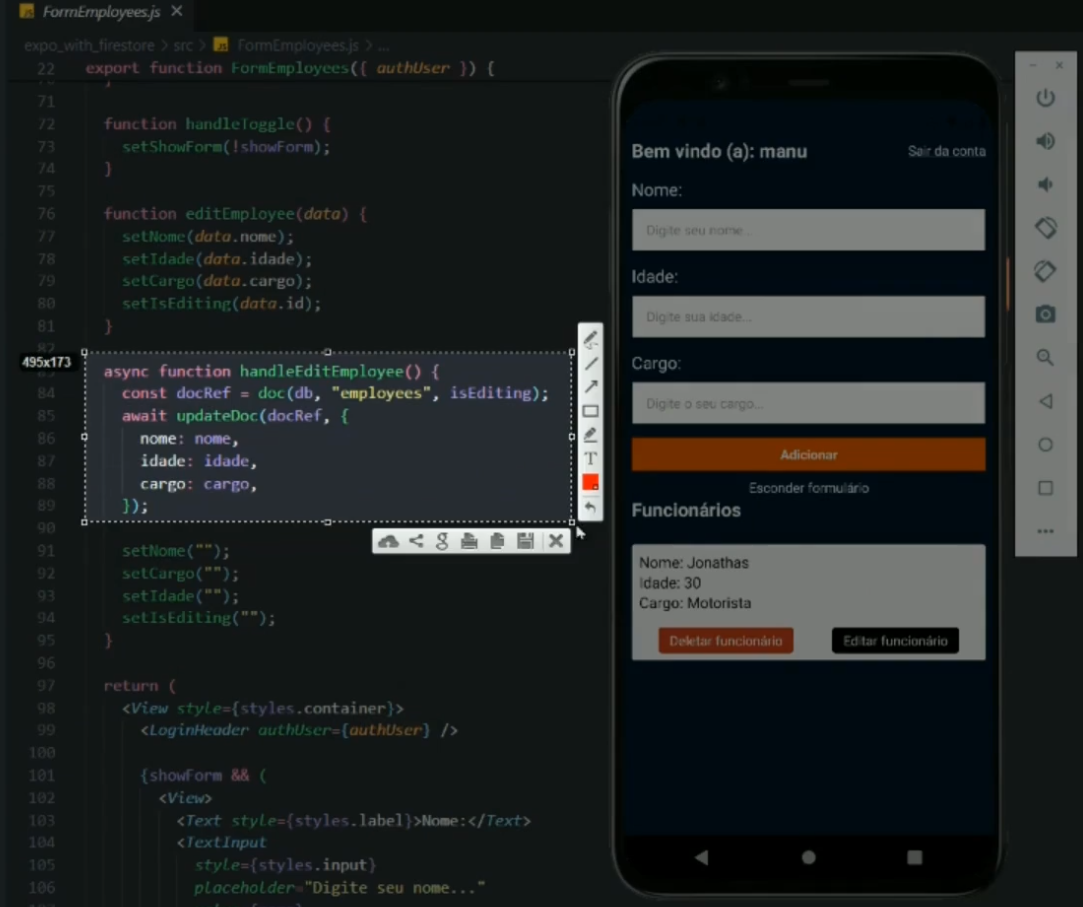 JS FormEmployees.js ×
expo_with_firestore > src > JS FormEmployees.js > ...
22 export function FormEmployees({ authUser }) {
71
72 function handleToggle() {
73 setShowForm(!showForm);
74 }
75
76 function editEmployee(data) {
77 setNome(data.nome);
78 setIdade(data.idade);
79 setCargo(data.cargo);
80 setIsEditing(data.id);
81 }
82
495x173
async function handleEditEmployee() {
84 const docRef = doc(db, "employees", isEditing);
85 await updateDoc(docRef, {
86 nome: nome,
87 idade: idade,
88 cargo: cargo,
89 });
90
91 setNome("");
92 setCargo("");
93 setIdade("");
94 setIsEditing("");
95 }
96
97 return (
98 <View style={styles.container}>
99 <LoginHeader authUser={authUser} />
100
101 {showForm && (
102 <View>
103 <Text style={styles.label}>Nome:</Text>
104 <TextInput
105 style={styles.input}
106 placeholder="Digite seu nome..."
Bem vindo (a): manu
Sair da conta
Nome:
Digite seu nome...
Idade:
Digite sua idade...
Cargo:
Digite o seu cargo...
Adicionar
Esconder formulário
Funcionários
Nome: Jonathas
Idade: 30
Cargo: Motorista
Deletar funcionário
Editar funcionário
T
g